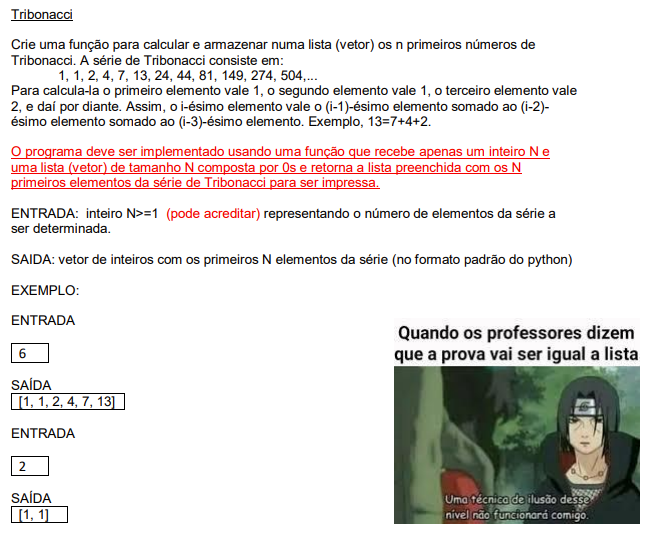 Tribonacci
Crie uma função para calcular e armazenar numa lista (vetor) os n primeiros números de
Tribonacci. A série de Tribonacci consiste em:
1, 1, 2, 4, 7, 13, 24, 44, 81, 149, 274, 504,...
Para calcula-la o primeiro elemento vale 1, o segundo elemento vale 1, o terceiro elemento vale
2, e daí por diante. Assim, o i-ésimo elemento vale o (i-1)-ésimo elemento somado ao (i-2)-
ésimo elemento somado ao (i-3)-ésimo elemento. Exemplo, 13=7+4+2.
O programa deve ser implementado usando uma função que recebe apenas um inteiro N e
uma lista (vetor) de tamanho N composta por 0s e retorna a lista preenchida com os N
primeiros elementos da série de Tribonacci para ser impressa.
ENTRADA: inteiro N>=1 (pode acreditar) representando o número de elementos da série a
ser determinada.
SAIDA: vetor de inteiros com os primeiros N elementos da série (no formato padrão do python)
EXEMPLO:
ENTRADA
6
SAÍDA
[1, 1, 2, 4, 7, 13]
ENTRADA
2
SAÍDA
[1, 1]
Quando os professores dizem
que a prova vai ser igual a lista
Uma técnica de ilusão desse
nível não funcionará comigo.